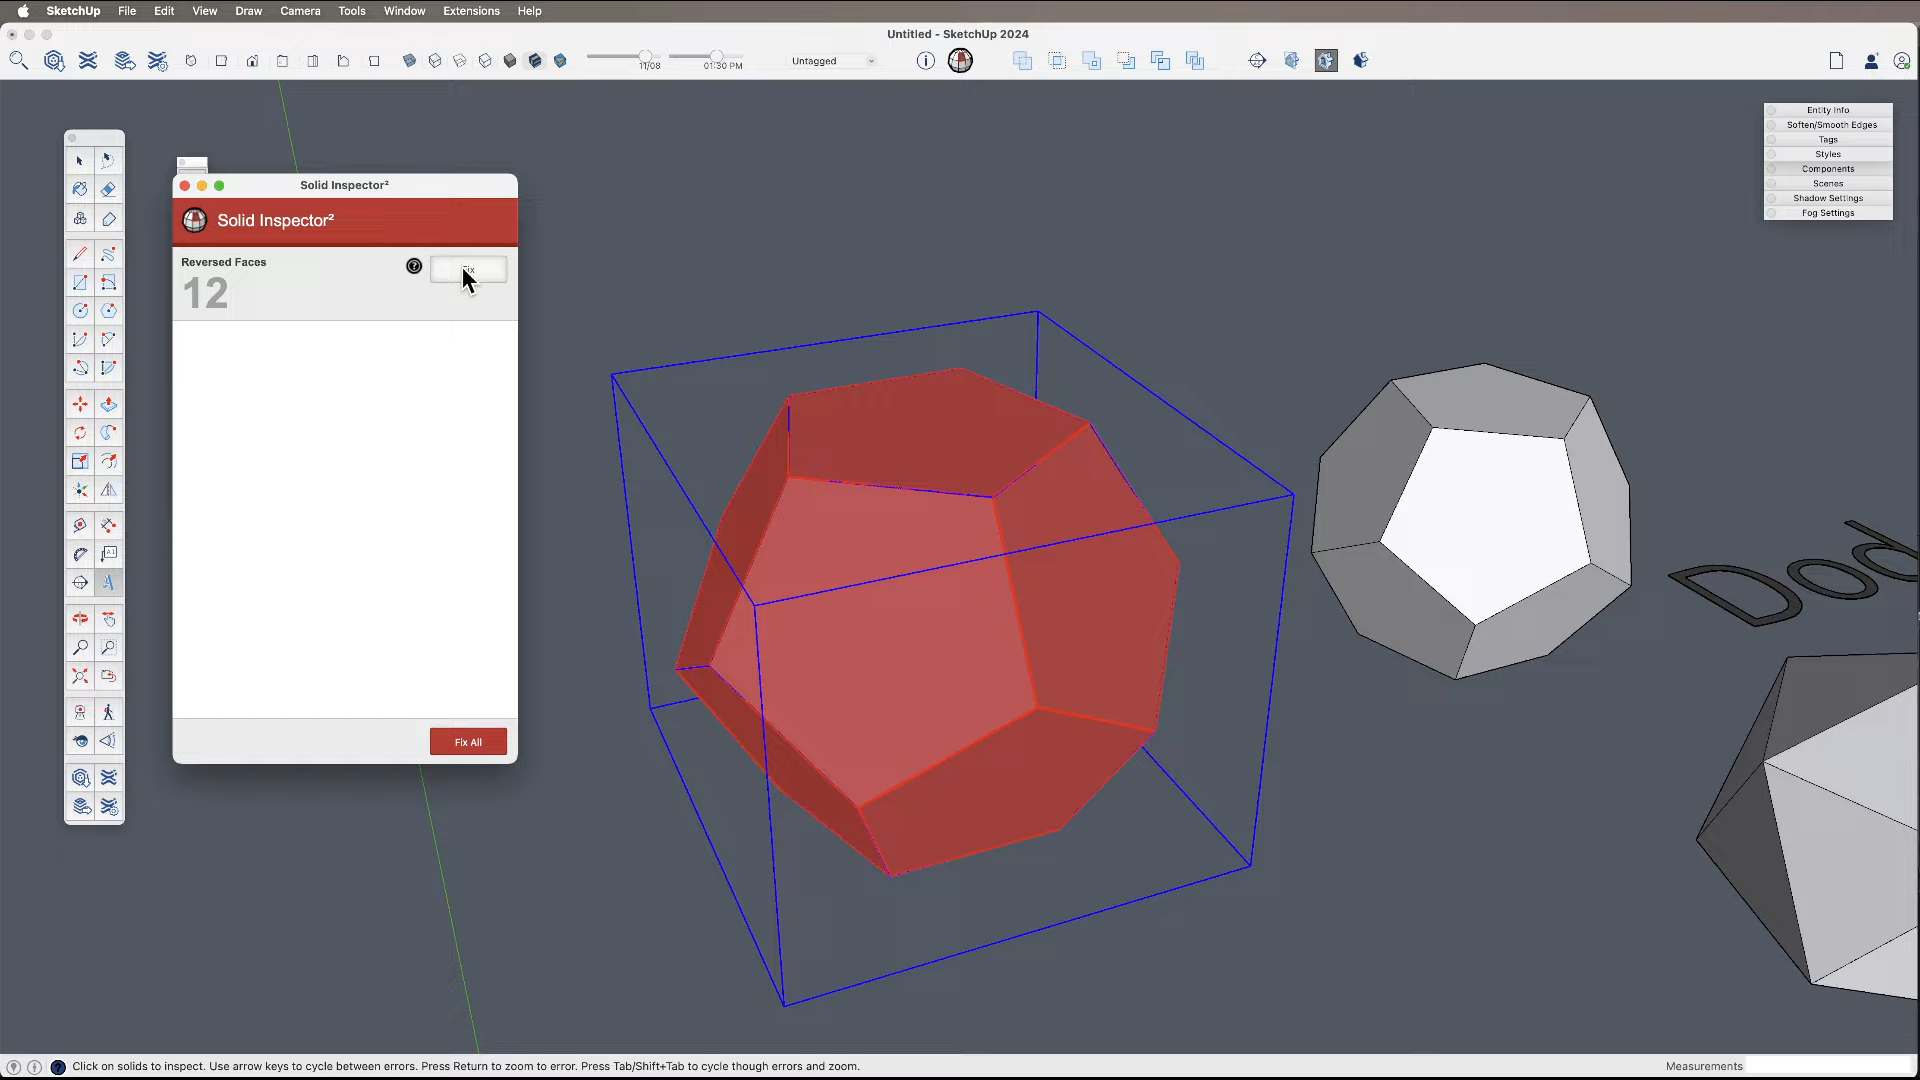 SketchUp File Edit View Draw Camera Tools Window Extensions Help
Untitled - SketchUp 2024
11/08
01:30 PM
Untagged
Entity Info
Soften/Smooth Edges
Tags
Styles
Components
Scenes
Shadow Settings
Fog Settings
Solid Inspector²
Solid Inspector²
Reversed Faces
12
Fix All
Dod
Click on solids to inspect. Use arrow keys to cycle between errors. Press Return to zoom to error. Press Tab/Shift+Tab to cycle though errors and zoom.
Measurements